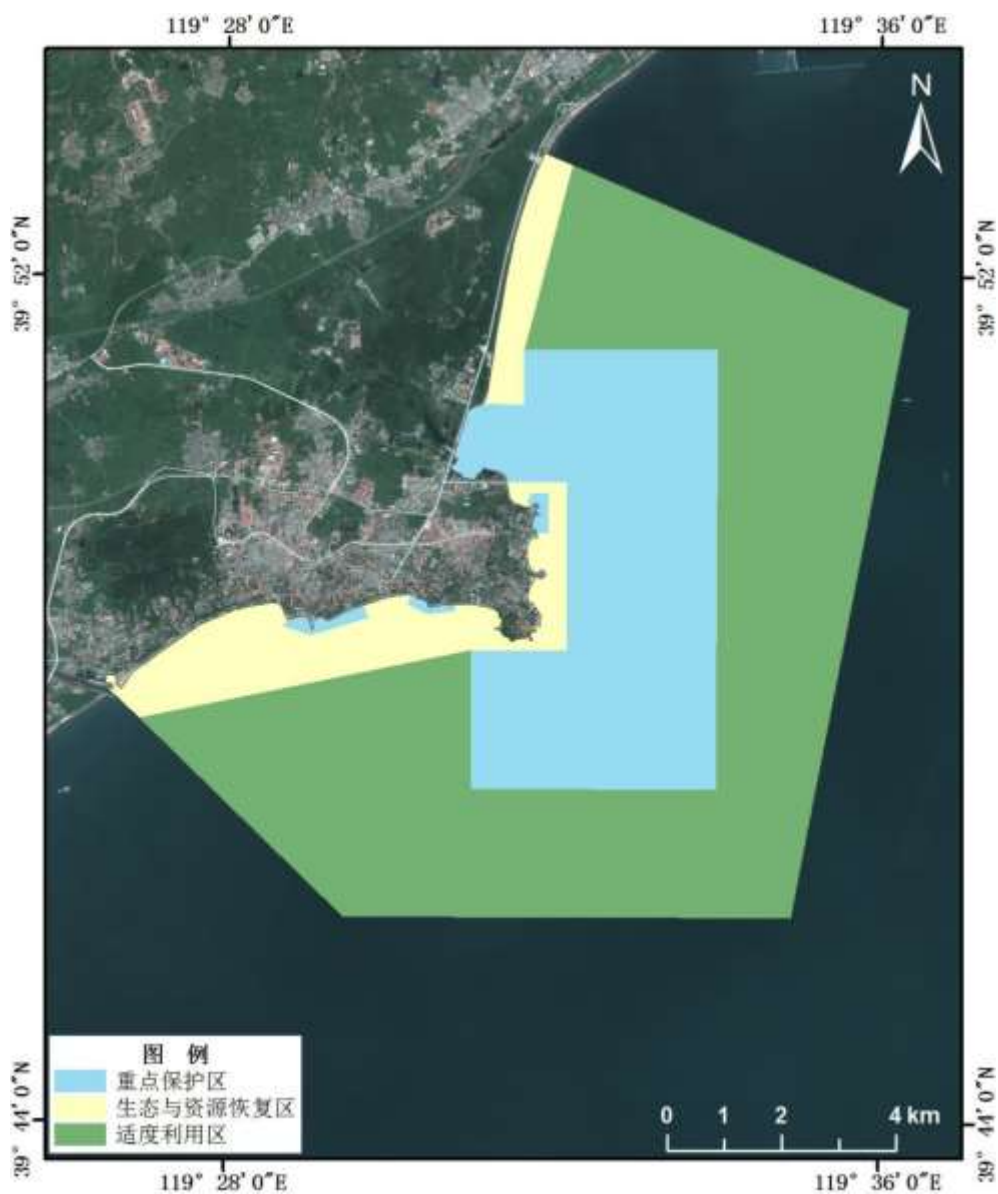 119° 28′ 0″E
119° 36′ 0″E
N
39° 52′ 0″N
39° 52′ 0″N
图 例
重点保护区
生态与资源恢复区
适度利用区
0 1 2 4 km
39° 44′ 0″N
39° 44′ 0″N
119° 28′ 0″E
119° 36′ 0″E